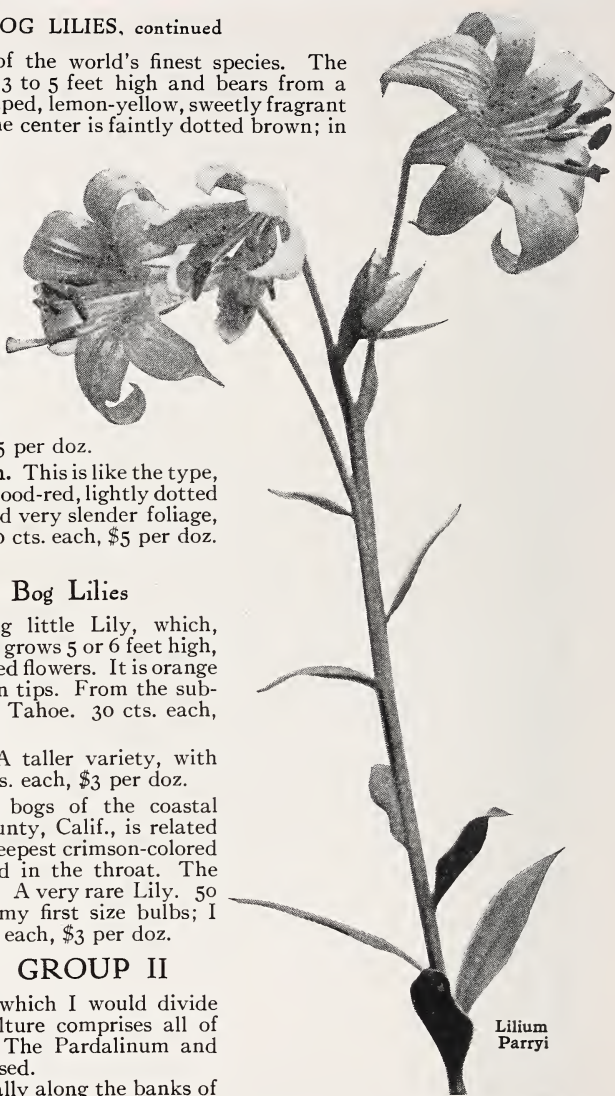 OG LILIES, continued
of the world's finest species. The
3 to 5 feet high and bears from a
ped, lemon-yellow, sweetly fragrant
e center is faintly dotted brown; in
5 per doz.
This is like the type,
ood-red, lightly dotted
d very slender foliage,
cts. each, $5 per doz.
Bog Lilies
g little Lily, which,
grows 5 or 6 feet high,
ed flowers. It is orange
n tips. From the sub-
Tahoe. 30 cts. each,
A taller variety, with
s. each, $3 per doz.
bogs of the coastal
unty, Calif., is related
eepest crimson-colored
d in the throat. The
A very rare Lily. 50
my first size bulbs; I
each, $3 per doz.
GROUP II
which I would divide
lture comprises all of
The Pardalinum and
sed.
ally along the banks of
Lilium
Parryi